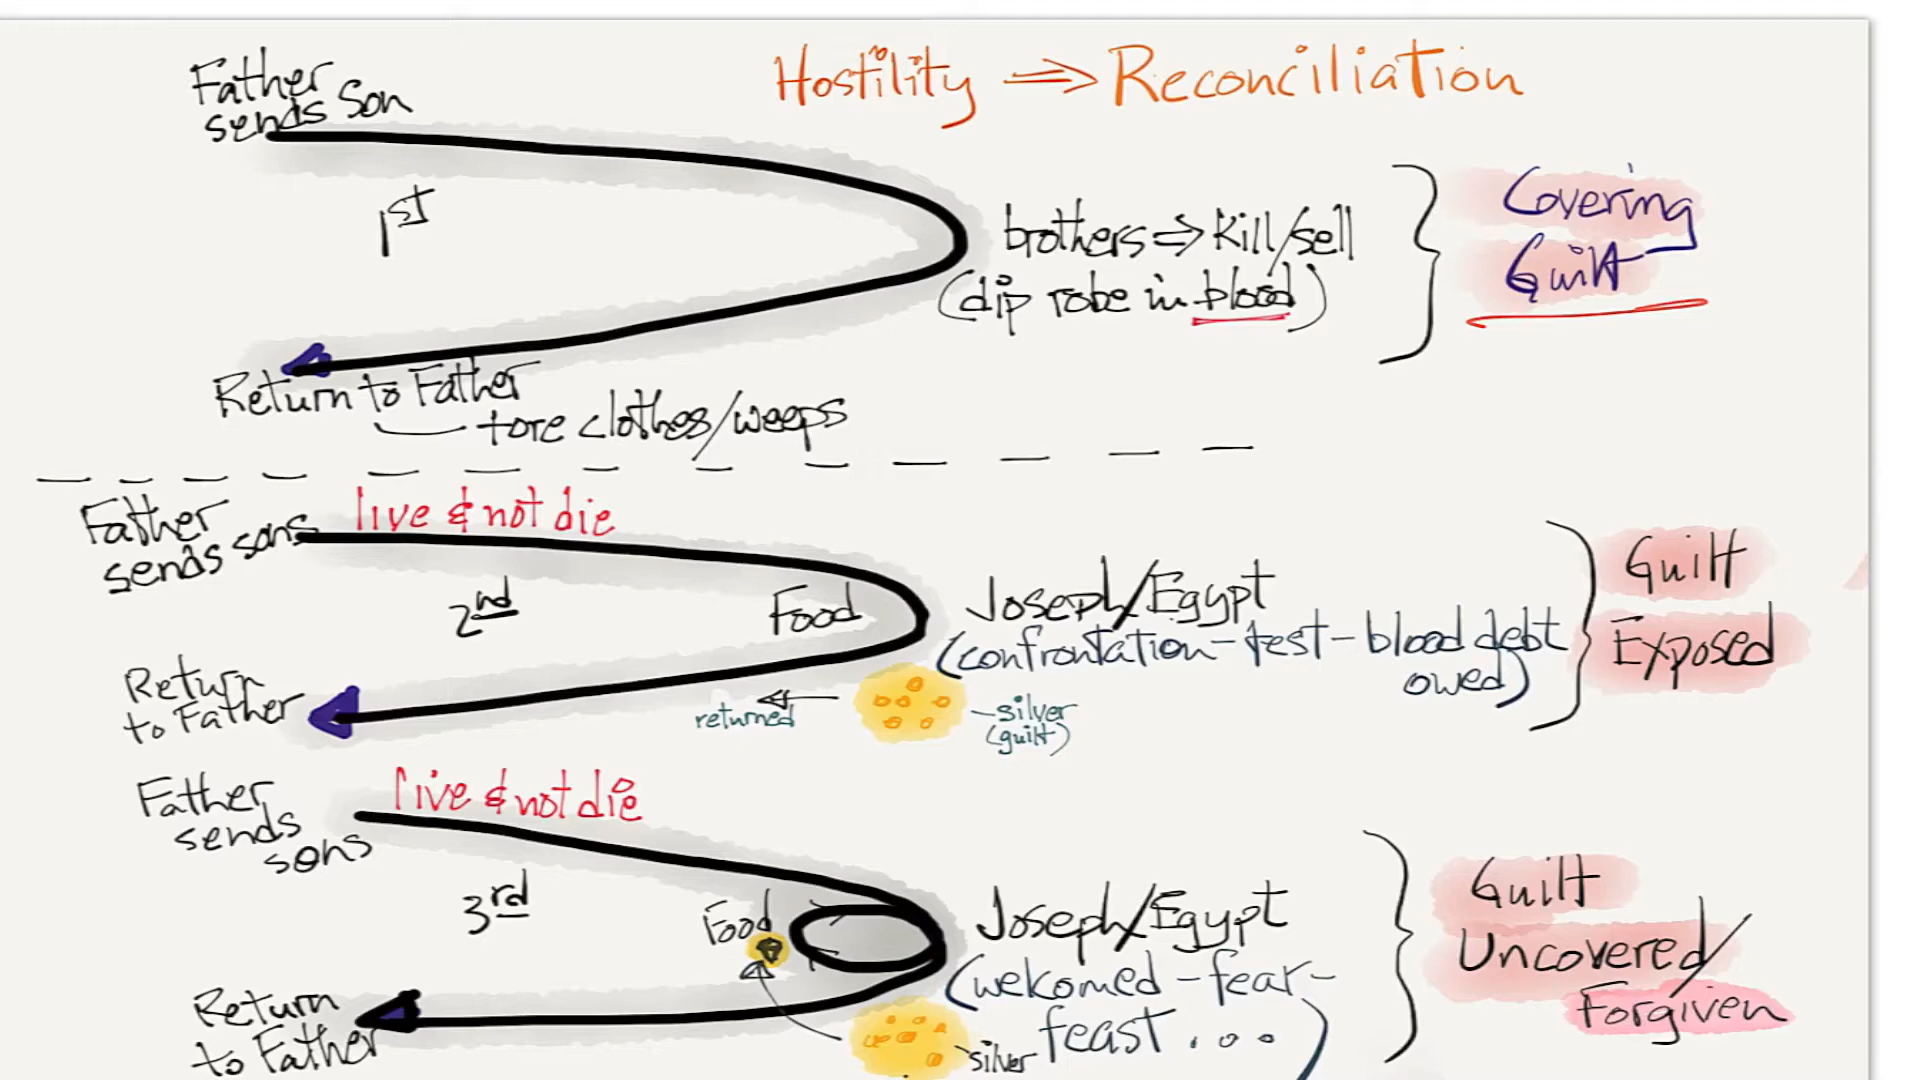 Hostility ⇒ Reconciliation
Father
sends Son
1st
brothers ⇒ Kill/sell
(dip robe in blood)
Covering
Guilt
Return to Father
tore clothes/weeps
Father
sends sons
live & not die
2nd
Food
Joseph/Egypt
(confrontation-test-blood debt
owed)
Guilt
Exposed
Return
to Father
returned
silver
(guilt)
Father
sends
sons
live & not die
3rd
Food
Joseph/Egypt
(welcomed-fear-
feast...)
Guilt
Uncovered/
Forgiven
Return
to Father
silver